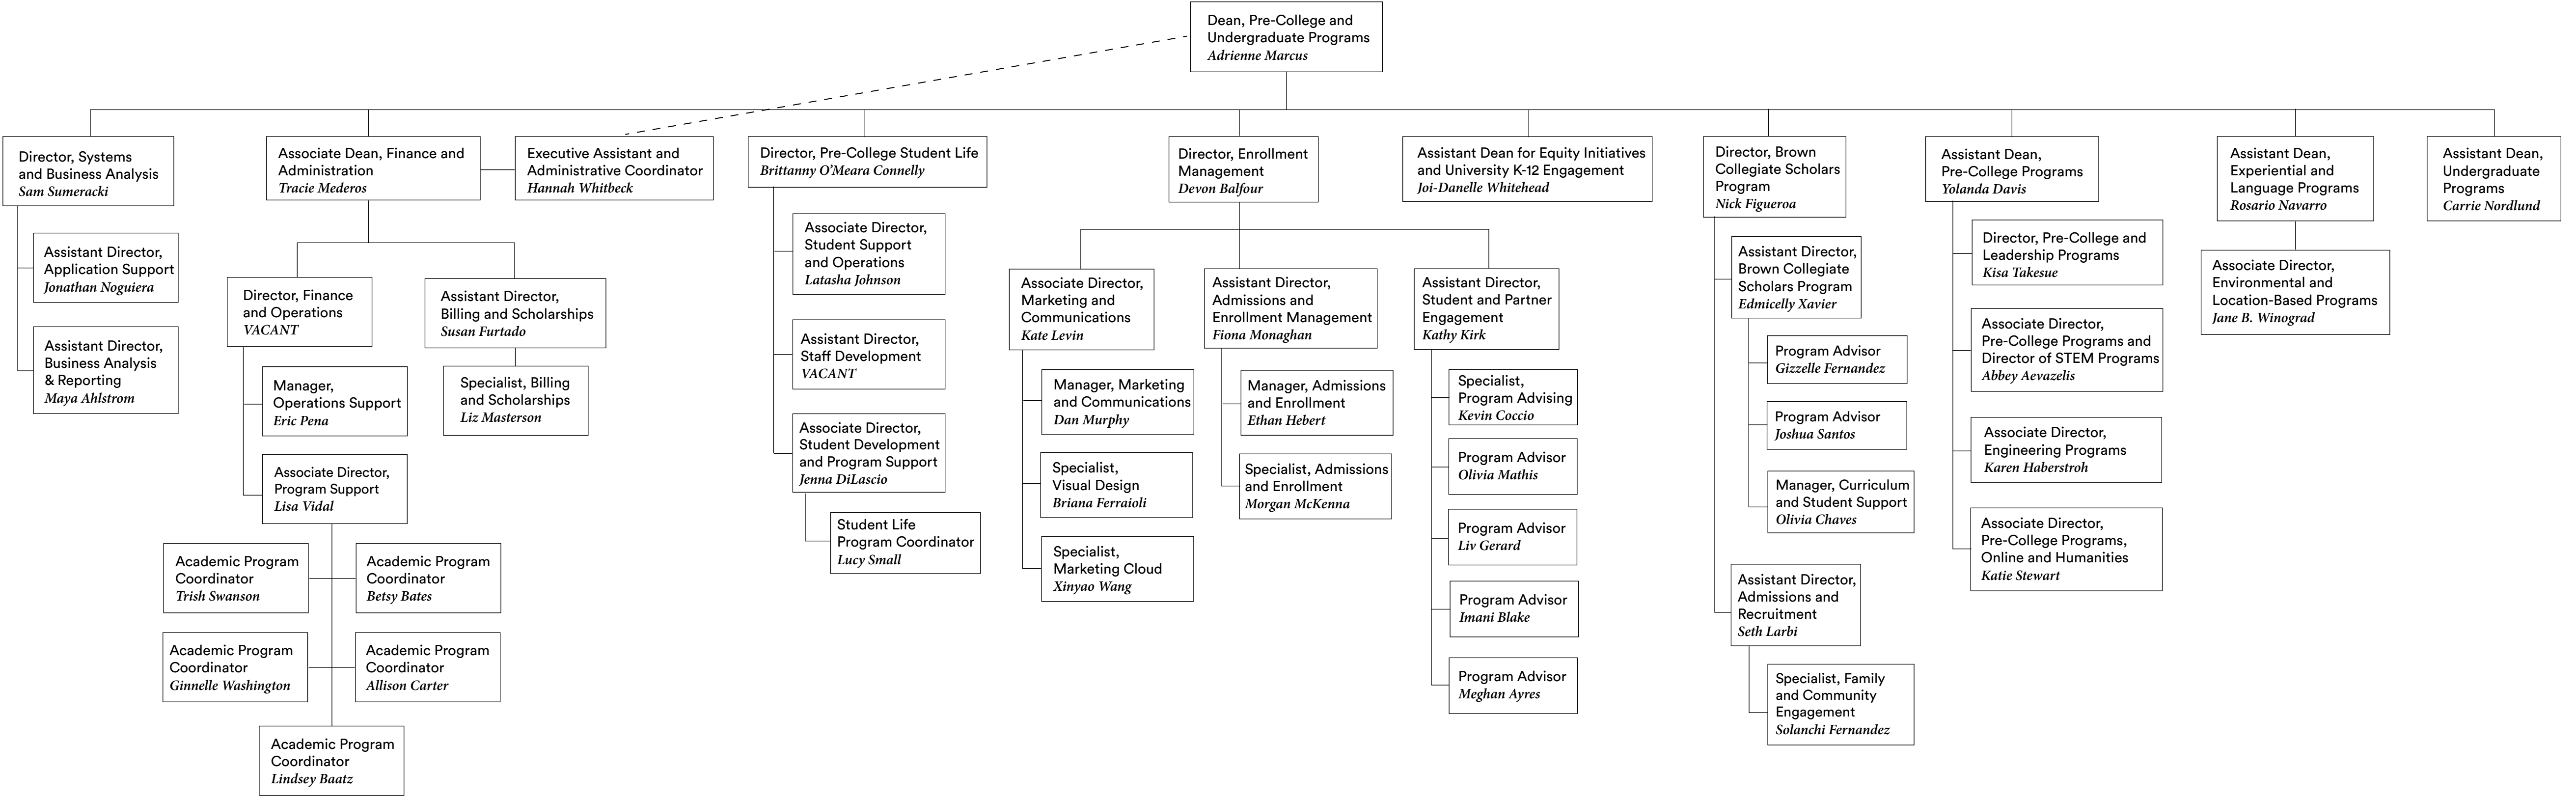 Dean, Pre-College and
Undergraduate Programs
Adrienne Marcus
Director, Systems
and Business Analysis
Sam Sumeracki
Assistant Director,
Application Support
Jonathan Noguiera
Assistant Director,
Business Analysis
& Reporting
Maya Ahlstrom
Associate Dean, Finance and
Administration
Tracie Mederos
Executive Assistant and
Administrative Coordinator
Hannah Whitbeck
Director, Finance
and Operations
VACANT
Manager,
Operations Support
Eric Pena
Associate Director,
Program Support
Lisa Vidal
Academic Program
Coordinator
Trish Swanson
Academic Program
Coordinator
Betsy Bates
Academic Program
Coordinator
Ginnelle Washington
Academic Program
Coordinator
Allison Carter
Academic Program
Coordinator
Lindsey Baatz
Assistant Director,
Billing and Scholarships
Susan Furtado
Specialist, Billing
and Scholarships
Liz Masterson
Director, Pre-College Student Life
Brittanny O'Meara Connelly
Associate Director,
Student Support
and Operations
Latasha Johnson
Assistant Director,
Staff Development
VACANT
Associate Director,
Student Development
and Program Support
Jenna DiLascio
Student Life
Program Coordinator
Lucy Small
Director, Enrollment
Management
Devon Balfour
Associate Director,
Marketing and
Communications
Kate Levin
Manager, Marketing
and Communications
Dan Murphy
Specialist,
Visual Design
Briana Ferraioli
Specialist,
Marketing Cloud
Xinyao Wang
Assistant Director,
Admissions and
Enrollment Management
Fiona Monaghan
Manager, Admissions
and Enrollment
Ethan Hebert
Specialist, Admissions
and Enrollment
Morgan McKenna
Assistant Director,
Student and Partner
Engagement
Kathy Kirk
Specialist,
Program Advising
Kevin Coccio
Program Advisor
Olivia Mathis
Program Advisor
Liv Gerard
Program Advisor
Imani Blake
Program Advisor
Meghan Ayres
Assistant Dean for Equity Initiatives
and University K-12 Engagement
Joi-Danelle Whitehead
Director, Brown
Collegiate Scholars
Program
Nick Figueroa
Assistant Director,
Brown Collegiate
Scholars Program
Edmicelly Xavier
Program Advisor
Gizzelle Fernandez
Program Advisor
Joshua Santos
Manager, Curriculum
and Student Support
Olivia Chaves
Assistant Director,
Admissions and
Recruitment
Seth Larbi
Specialist, Family
and Community
Engagement
Solanchi Fernandez
Assistant Dean,
Pre-College Programs
Yolanda Davis
Director, Pre-College and
Leadership Programs
Kisa Takesue
Associate Director,
Pre-College Programs and
Director of STEM Programs
Abbey Aevazelis
Associate Director,
Engineering Programs
Karen Haberstroh
Associate Director,
Pre-College Programs,
Online and Humanities
Katie Stewart
Assistant Dean,
Experiential and
Language Programs
Rosario Navarro
Associate Director,
Environmental and
Location-Based Programs
Jane B. Winograd
Assistant Dean,
Undergraduate
Programs
Carrie Nordlund